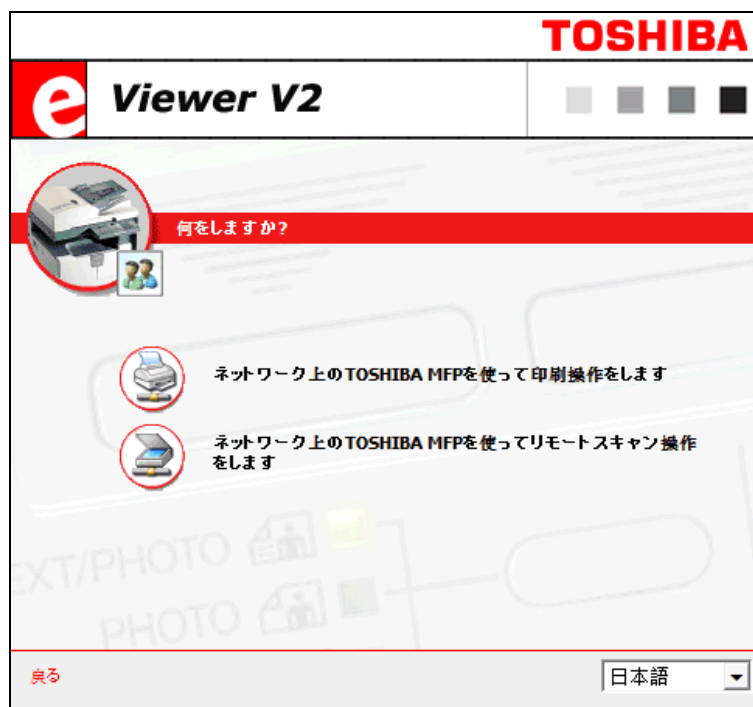 TOSHIBA
e Viewer V2
何をしますか?
ネットワーク上のTOSHIBA MFPを使って印刷操作をします
ネットワーク上のTOSHIBA MFPを使ってリモートスキャン操作
をします
EXT/PHOTO
PHOTO
戻る
日本語